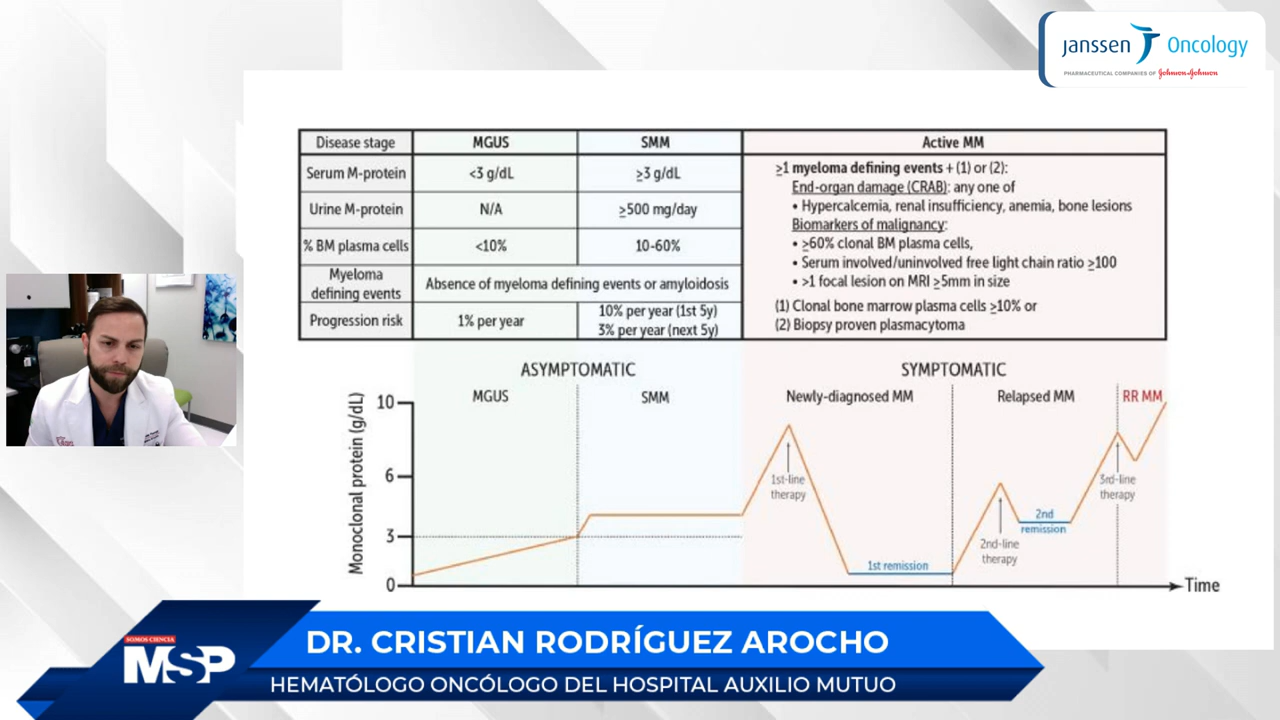 Janssen Oncology
PHARMACEUTICAL COMPANIES OF Johnson & Johnson
Disease stage MGUS SMM Active MM
Serum M-protein <3 g/dL ≥3 g/dL
Urine M-protein N/A ≥500 mg/day
% BM plasma cells <10% 10-60%
Myeloma
defining events
Absence of myeloma defining events or amyloidosis
Progression risk 1% per year
10% per year (1st 5y)
3% per year (next 5y)
≥1 myeloma defining events + (1) or (2):
End-organ damage (CRAB): any one of
• Hypercalcemia, renal insufficiency, anemia, bone lesions
Biomarkers of malignancy:
• ≥60% clonal BM plasma cells,
• Serum involved/uninvolved free light chain ratio ≥100
• >1 focal lesion on MRI ≥5mm in size
(1) Clonal bone marrow plasma cells ≥10% or
(2) Biopsy proven plasmacytoma
ASYMPTOMATIC SYMPTOMATIC
MGUS SMM Newly-diagnosed MM Relapsed MM RR MM
Monoclonal protein (g/dL)
10
6
3
0
1st-line
therapy
1st remission
2nd-line
therapy
2nd
remission
3rd-line
therapy
Time
SOMOS CIENCIA
MSP
DR. CRISTIAN RODRÍGUEZ AROCHO
HEMATÓLOGO ONCÓLOGO DEL HOSPITAL AUXILIO MUTUO